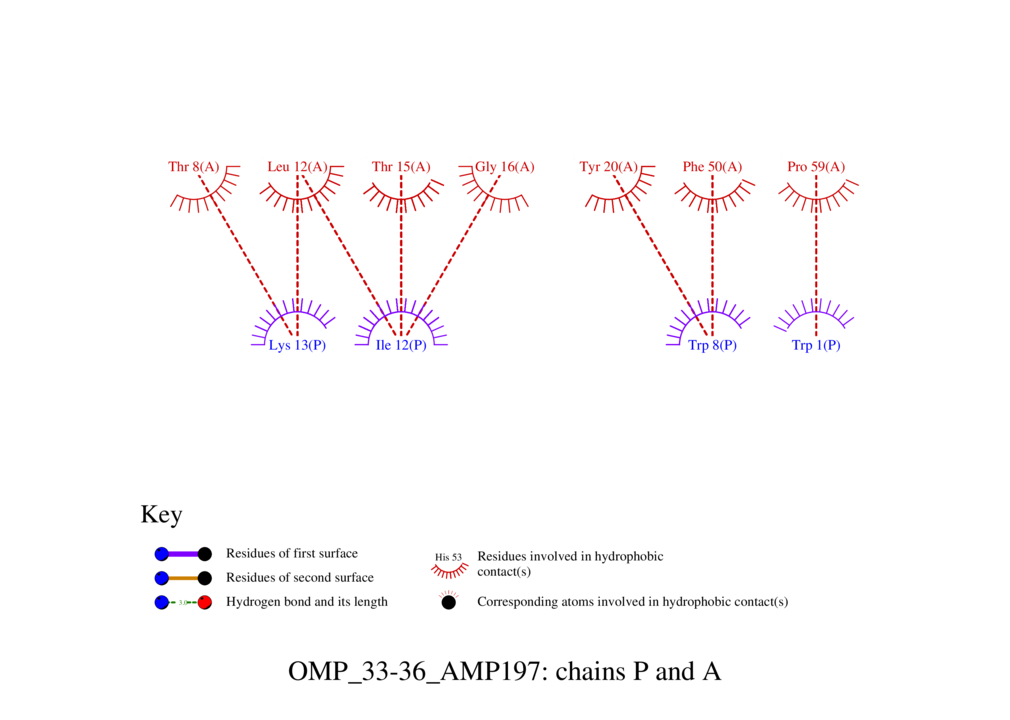 Thr 8(A) Leu 12(A) Thr 15(A) Gly 16(A) Tyr 20(A) Phe 50(A) Pro 59(A)
Lys 13(P) Ile 12(P) Trp 8(P) Trp 1(P)
Key
Residues of first surface
Residues of second surface
3.0 Hydrogen bond and its length
His 53 Residues involved in hydrophobic
contact(s)
Corresponding atoms involved in hydrophobic contact(s)
OMP_33-36_AMP197: chains P and A